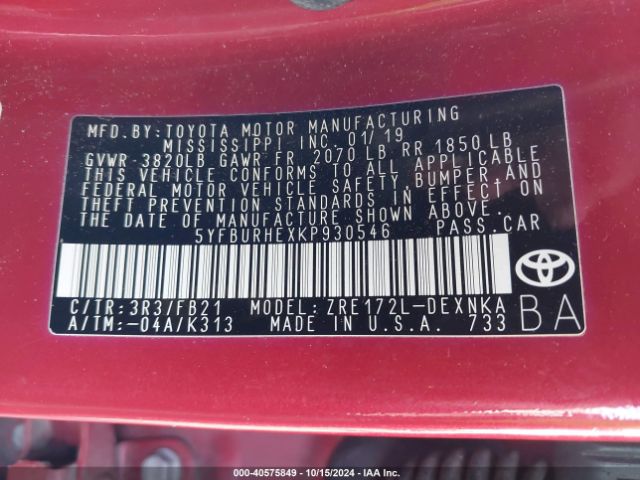 MFD. BY: TOYOTA MOTOR MANUFACTURING
MISSISSIPPI INC. 01/19
GVWR 3820LB GAWR FR 2070 LB, RR 1850 LB
THIS VEHICLE CONFORMS TO ALL APPLICABLE
FEDERAL MOTOR VEHICLE SAFETY, BUMPER, AND
THEFT PREVENTION STANDARDS IN EFFECT ON
THE DATE OF MANUFACTURE SHOWN ABOVE.
5YFBURHEXKP930546 PASS. CAR
C/TR: 3R3/FB21 MODEL: ZRE172L-DEXNKA
A/TM: -04A/K313 MADE IN U.S.A. 733
BA
000-40575849 | 10/15/2024 | IAA Inc.